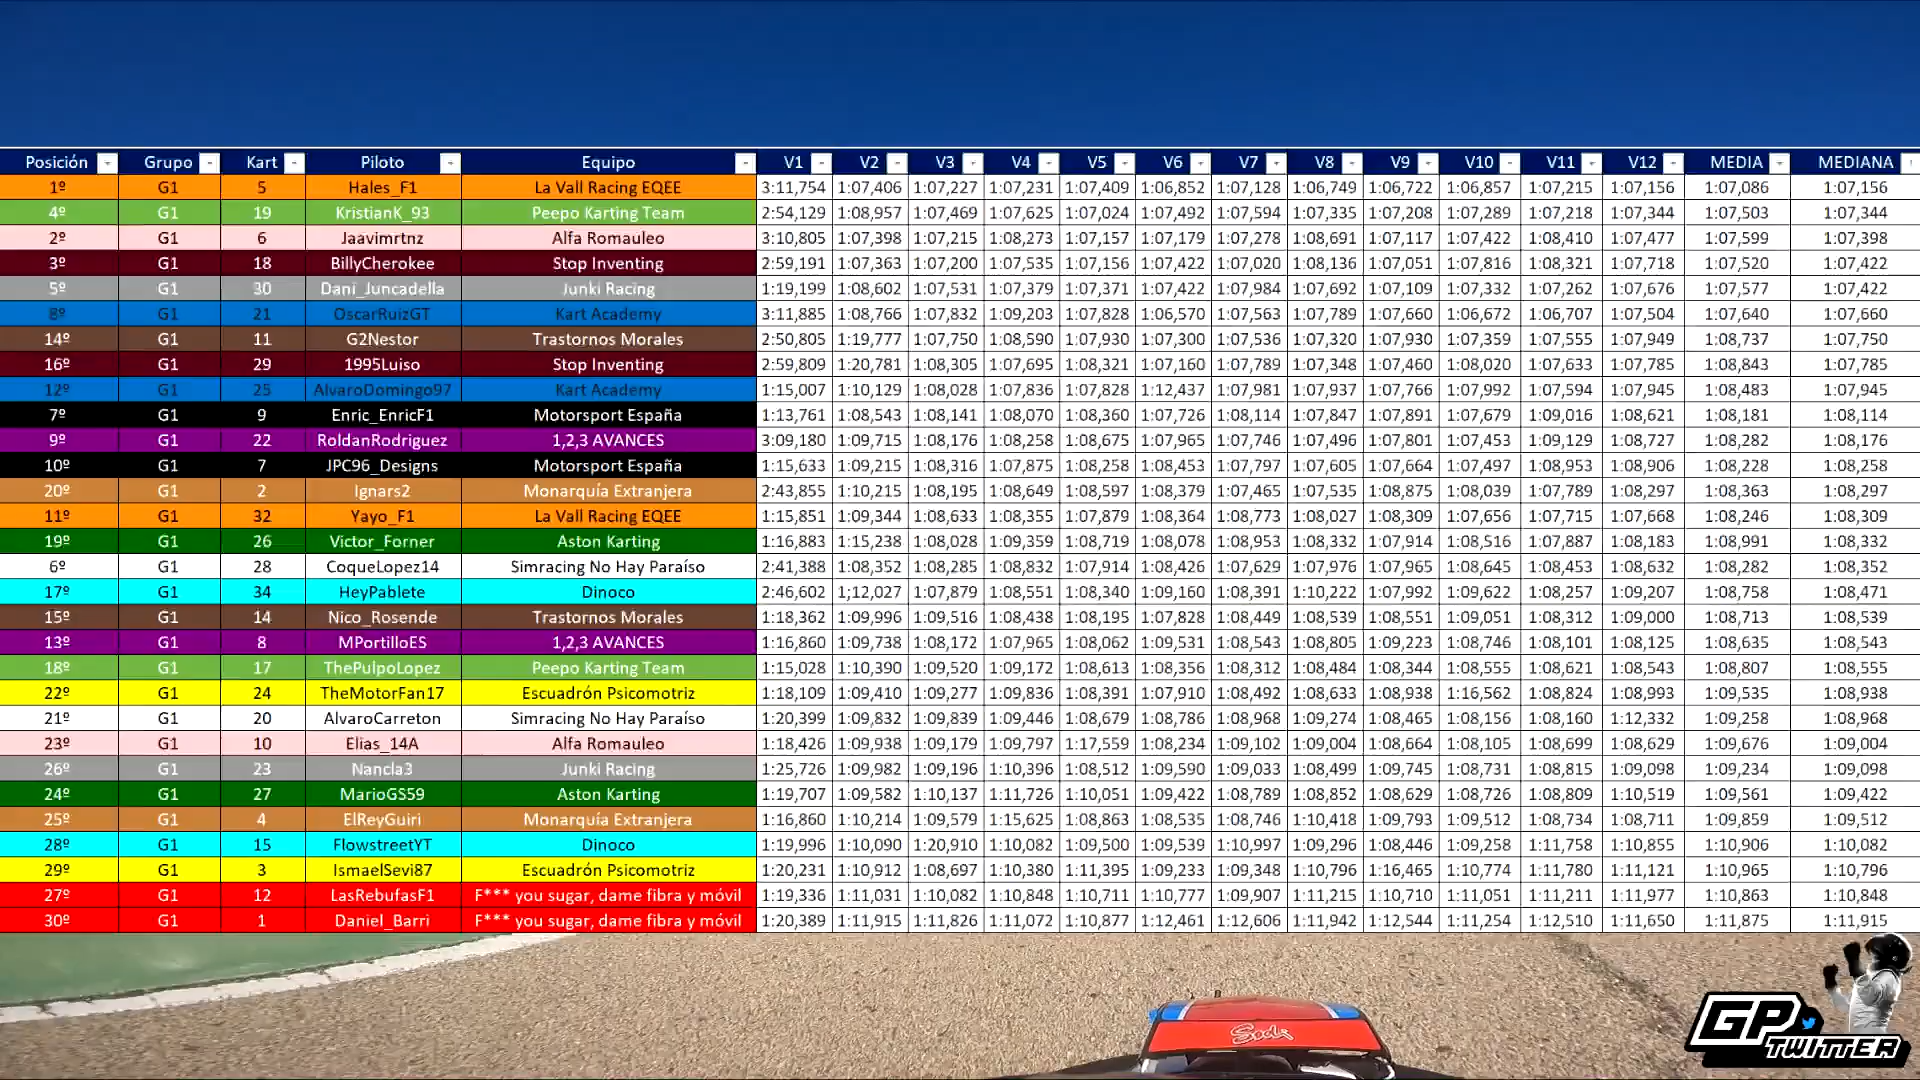 Posición Grupo Kart Piloto Equipo V1 V2 V3 V4 V5 V6 V7 V8 V9 V10 V11 V12 MEDIA MEDIANA
1º G1 5 Hales_F1 La Vall Racing EQEE 3:11,754 1:07,406 1:07,227 1:07,231 1:07,409 1:06,852 1:07,128 1:06,749 1:06,722 1:06,857 1:07,215 1:07,156 1:07,086 1:07,156
4º G1 19 KristianK_93 Peepo Karting Team 2:54,129 1:08,957 1:07,469 1:07,625 1:07,024 1:07,492 1:07,594 1:07,335 1:07,208 1:07,289 1:07,218 1:07,344 1:07,503 1:07,344
2º G1 6 Jaavimrtnz Alfa Romauleo 3:10,805 1:07,398 1:07,215 1:08,273 1:07,157 1:07,179 1:07,278 1:08,691 1:07,117 1:07,422 1:08,410 1:07,477 1:07,599 1:07,398
3º G1 18 BillyCherokee Stop Inventing 2:59,191 1:07,363 1:07,200 1:07,535 1:07,156 1:07,422 1:07,020 1:08,136 1:07,051 1:07,816 1:08,321 1:07,718 1:07,520 1:07,422
5º G1 30 Dani_Juncadella Junki Racing 1:19,199 1:08,602 1:07,531 1:07,379 1:07,371 1:07,422 1:07,984 1:07,692 1:07,109 1:07,332 1:07,262 1:07,676 1:07,577 1:07,422
8º G1 21 OscarRuizGT Kart Academy 3:11,885 1:08,766 1:07,832 1:09,203 1:07,828 1:06,570 1:07,563 1:07,789 1:07,660 1:06,672 1:06,707 1:07,504 1:07,640 1:07,660
14º G1 11 G2Nestor Trastornos Morales 2:50,805 1:19,777 1:07,750 1:08,590 1:07,930 1:07,300 1:07,536 1:07,320 1:07,930 1:07,359 1:07,555 1:07,949 1:08,737 1:07,750
16º G1 29 1995Luiso Stop Inventing 2:59,809 1:20,781 1:08,305 1:07,695 1:08,321 1:07,160 1:07,789 1:07,348 1:07,460 1:08,020 1:07,633 1:07,785 1:08,843 1:07,785
12º G1 25 AlvaroDomingo97 Kart Academy 1:15,007 1:10,129 1:08,028 1:07,836 1:07,828 1:12,437 1:07,981 1:07,937 1:07,766 1:07,992 1:07,594 1:07,945 1:08,483 1:07,945
7º G1 9 Enric_EnricF1 Motorsport España 1:13,761 1:08,543 1:08,141 1:08,070 1:08,360 1:07,726 1:08,114 1:07,847 1:07,891 1:07,679 1:09,016 1:08,621 1:08,181 1:08,114
9º G1 22 RoldanRodriguez 1,2,3 AVANCES 3:09,180 1:09,715 1:08,176 1:08,258 1:08,675 1:07,965 1:07,746 1:07,496 1:07,801 1:07,453 1:09,129 1:08,727 1:08,282 1:08,176
10º G1 7 JPC96_Designs Motorsport España 1:15,633 1:09,215 1:08,316 1:07,875 1:08,258 1:08,453 1:07,797 1:07,605 1:07,664 1:07,497 1:08,953 1:08,906 1:08,228 1:08,258
20º G1 2 Ignars2 Monarquía Extranjera 2:43,855 1:10,215 1:08,195 1:08,649 1:08,597 1:08,379 1:07,465 1:07,535 1:08,875 1:08,039 1:07,789 1:08,297 1:08,363 1:08,297
11º G1 32 Yayo_F1 La Vall Racing EQEE 1:15,851 1:09,344 1:08,633 1:08,355 1:07,879 1:08,364 1:08,773 1:08,027 1:08,309 1:07,656 1:07,715 1:07,668 1:08,246 1:08,309
19º G1 26 Victor_Forner Aston Karting 1:16,883 1:15,238 1:08,028 1:09,359 1:08,719 1:08,078 1:08,953 1:08,332 1:07,914 1:08,516 1:07,887 1:08,183 1:08,991 1:08,332
6º G1 28 CoqueLopez14 Simracing No Hay Paraíso 2:41,388 1:08,352 1:08,285 1:08,832 1:07,914 1:08,426 1:07,629 1:07,976 1:07,965 1:08,645 1:08,453 1:08,632 1:08,282 1:08,352
17º G1 34 HeyPablete Dinoco 2:46,602 1;12,027 1:07,879 1:08,551 1:08,340 1:09,160 1:08,391 1:10,222 1:07,992 1:09,622 1:08,257 1:09,207 1:08,758 1:08,471
15º G1 14 Nico_Rosende Trastornos Morales 1:18,362 1:09,996 1:09,516 1:08,438 1:08,195 1:07,828 1:08,449 1:08,539 1:08,551 1:09,051 1:08,312 1:09,000 1:08,713 1:08,539
13º G1 8 MPortilloES 1,2,3 AVANCES 1:16,860 1:09,738 1:08,172 1:07,965 1:08,062 1:09,531 1:08,543 1:08,805 1:09,223 1:08,746 1:08,101 1:08,125 1:08,635 1:08,543
18º G1 17 ThePulpoLopez Peepo Karting Team 1:15,028 1:10,390 1:09,520 1:09,172 1:08,613 1:08,356 1:08,312 1:08,484 1:08,344 1:08,555 1:08,621 1:08,543 1:08,807 1:08,555
22º G1 24 TheMotorFan17 Escuadrón Psicomotriz 1:18,109 1:09,410 1:09,277 1:09,836 1:08,391 1:07,910 1:08,492 1:08,633 1:08,938 1:16,562 1:08,824 1:08,993 1:09,535 1:08,938
21º G1 20 AlvaroCarreton Simracing No Hay Paraíso 1:20,399 1:09,832 1:09,839 1:09,446 1:08,679 1:08,786 1:08,968 1:09,274 1:08,465 1:08,156 1:08,160 1:12,332 1:09,258 1:08,968
23º G1 10 Elias_14A Alfa Romauleo 1:18,426 1:09,938 1:09,179 1:09,797 1:17,559 1:08,234 1:09,102 1:09,004 1:08,664 1:08,105 1:08,699 1:08,629 1:09,676 1:09,004
26º G1 23 Nancla3 Junki Racing 1:25,726 1:09,982 1:09,196 1:10,396 1:08,512 1:09,590 1:09,033 1:08,499 1:09,745 1:08,731 1:08,815 1:09,098 1:09,234 1:09,098
24º G1 27 MarioGS59 Aston Karting 1:19,707 1:09,582 1:10,137 1:11,726 1:10,051 1:09,422 1:08,789 1:08,852 1:08,629 1:08,726 1:08,809 1:10,519 1:09,561 1:09,422
25º G1 4 ElReyGuiri Monarquía Extranjera 1:16,860 1:10,214 1:09,579 1:15,625 1:08,863 1:08,535 1:08,746 1:10,418 1:09,793 1:09,512 1:08,734 1:08,711 1:09,859 1:09,512
28º G1 15 FlowstreetYT Dinoco 1:19,996 1:10,090 1:20,910 1:10,082 1:09,500 1:09,539 1:10,997 1:09,296 1:08,446 1:09,258 1:11,758 1:10,855 1:10,906 1:10,082
29º G1 3 IsmaelSevi87 Escuadrón Psicomotriz 1:20,231 1:10,912 1:08,697 1:10,380 1:11,395 1:09,233 1:09,348 1:10,796 1:16,465 1:10,774 1:11,780 1:11,121 1:10,965 1:10,796
27º G1 12 LasRebufasF1 F*** you sugar, dame fibra y móvil 1:19,336 1:11,031 1:10,082 1:10,848 1:10,711 1:10,777 1:09,907 1:11,215 1:10,710 1:11,051 1:11,211 1:11,977 1:10,863 1:10,848
30º G1 1 Daniel_Barri F*** you sugar, dame fibra y móvil 1:20,389 1:11,915 1:11,826 1:11,072 1:10,877 1:12,461 1:12,606 1:11,942 1:12,544 1:11,254 1:12,510 1:11,650 1:11,875 1:11,915
Sodi
GP
TWITTER